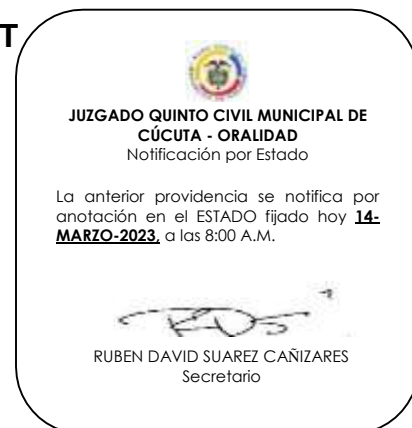 T
JUZGADO QUINTO CIVIL MUNICIPAL DE
CÚCUTA - ORALIDAD
Notificación por Estado
La anterior providencia se notifica por
anotación en el ESTADO fijado hoy 14-
MARZO-2023, a las 8:00 A.M.
RUBEN DAVID SUAREZ CAÑIZARES
Secretario